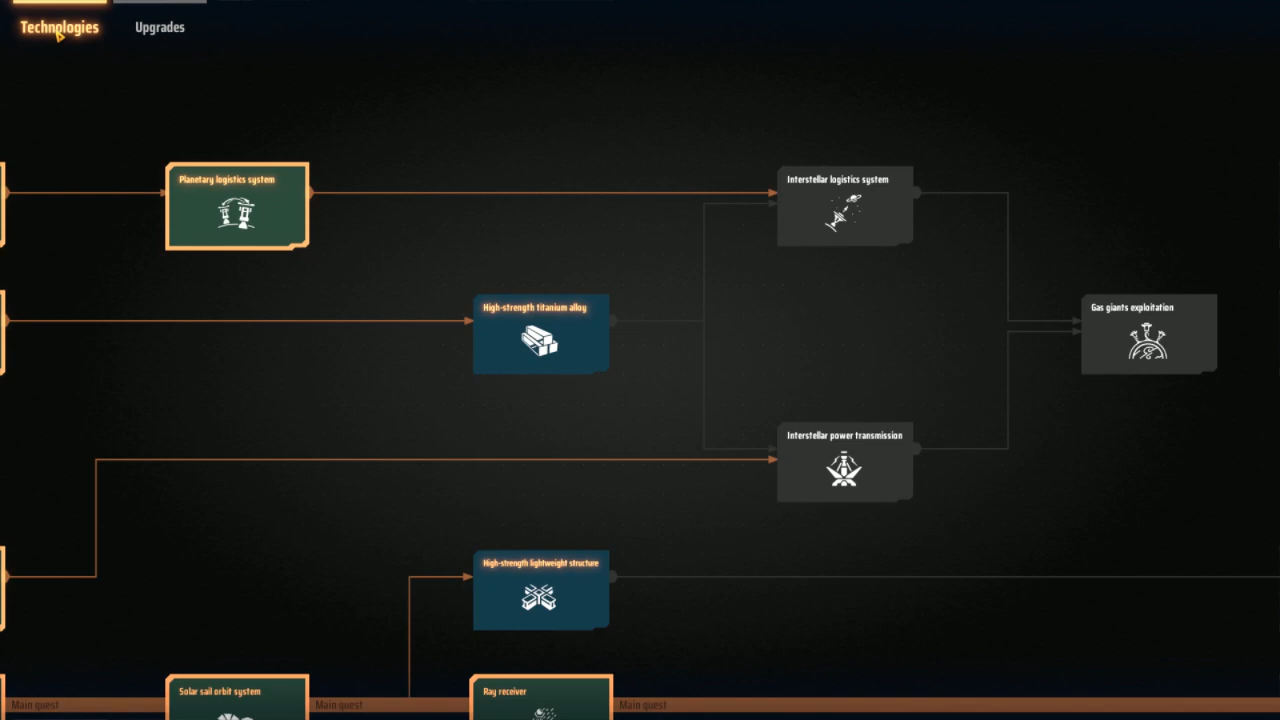 Technologies
Upgrades
Planetary logistics system
Interstellar logistics system
High-strength titanium alloy
Gas giants exploitation
Interstellar power transmission
High-strength lightweight structure
Solar sail orbit system
Ray receiver
Main quest
Main quest
Main quest